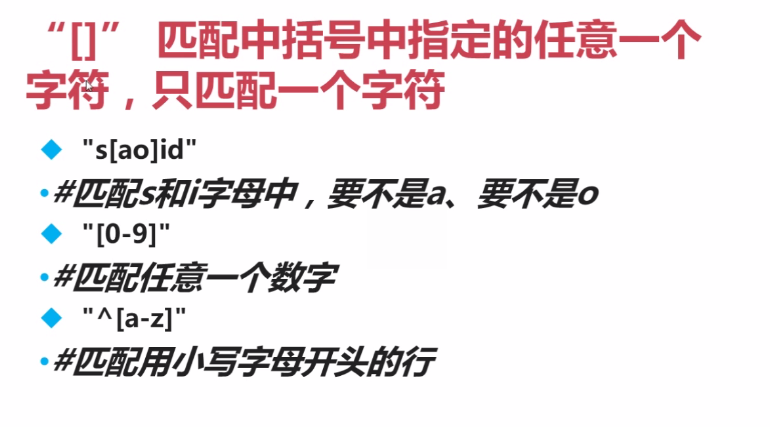 “[]” 匹配中括号中指定的任意一个
字符，只匹配一个字符
"s[ao]id"
#匹配s和i字母中，要不是a、要不是o
"[0-9]"
#匹配任意一个数字
"^[a-z]"
#匹配用小写字母开头的行